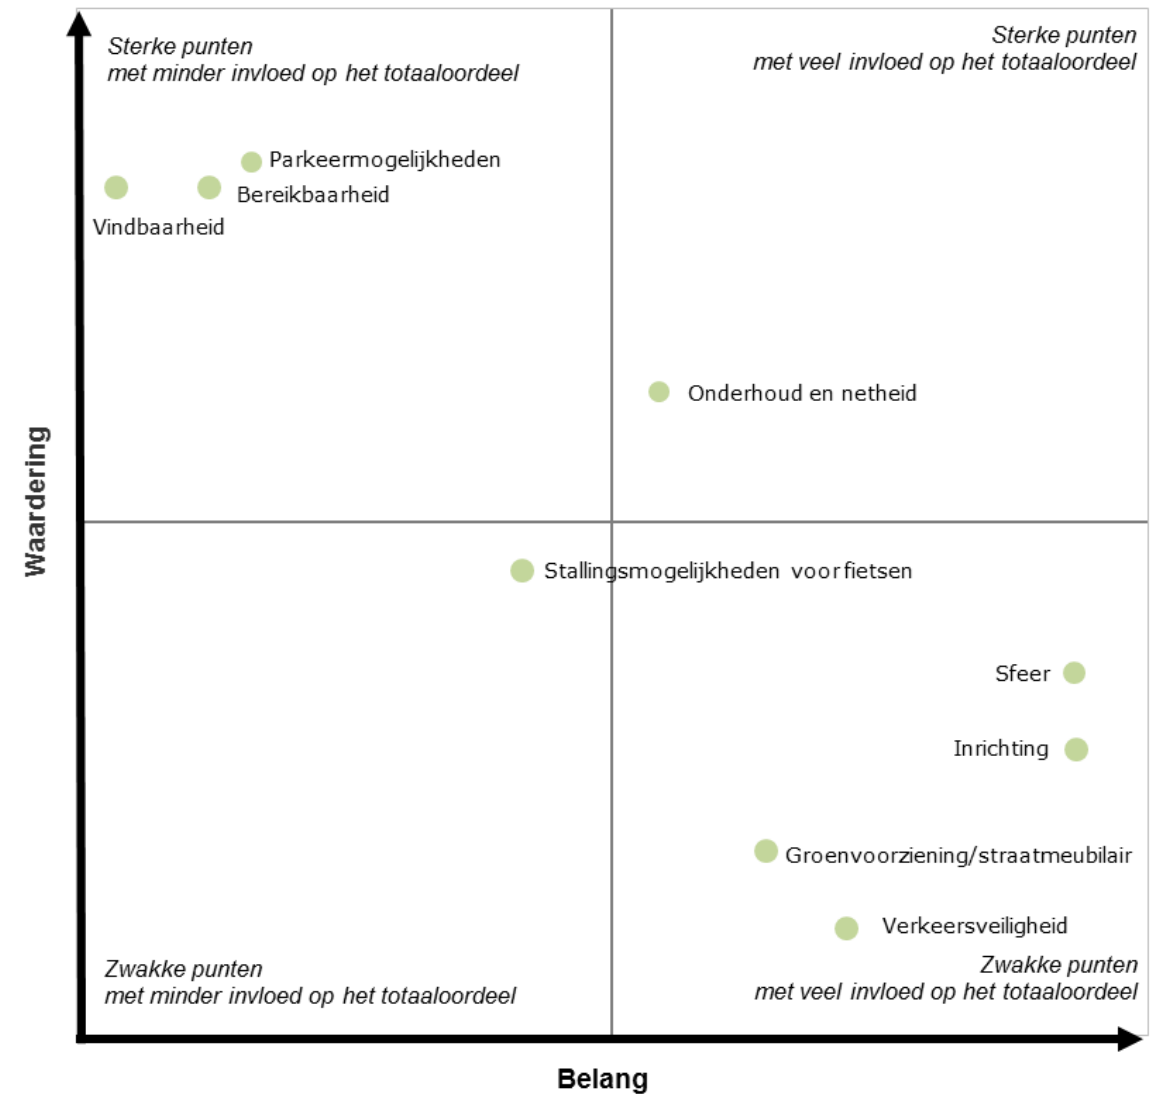 Sterke punten
met minder invloed op het totaaloordeel
Sterke punten
met veel invloed op het totaaloordeel
Parkeermogelijkheden
Bereikbaarheid
Vindbaarheid
Onderhoud en netheid
Waardering
Stallingsmogelijkheden voor fietsen
Sfeer
Inrichting
Groenvoorziening/straatmeubilair
Verkeersveiligheid
Zwakke punten
met minder invloed op het totaaloordeel
Zwakke punten
met veel invloed op het totaaloordeel
Belang